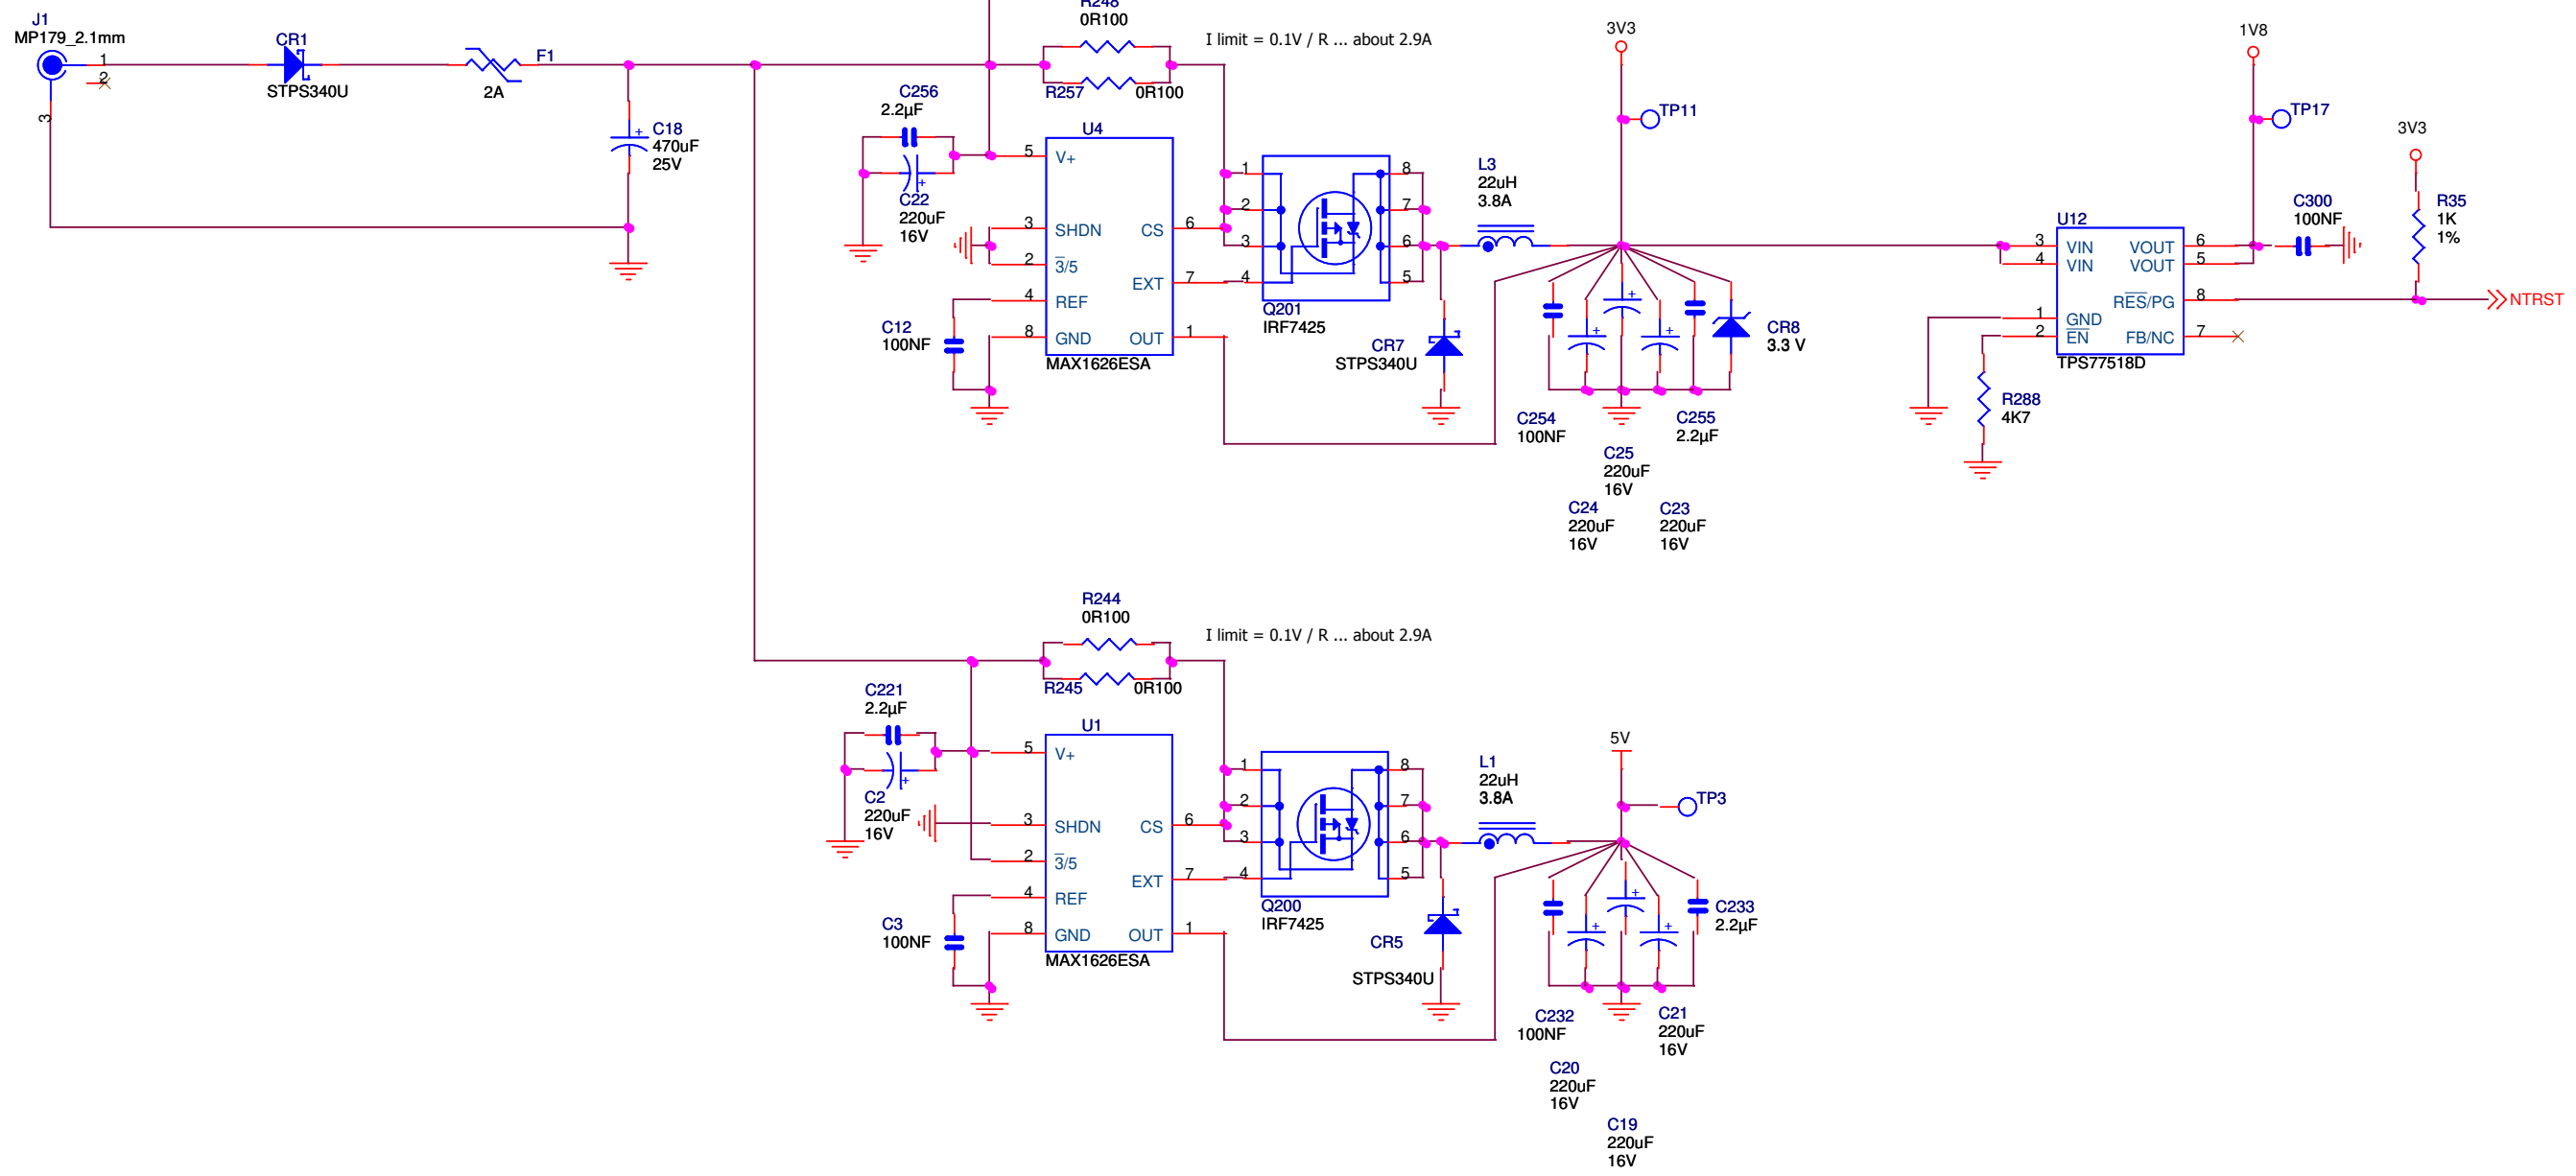 J1
MP179_2.1mm
1
2
3
CR1
STPS340U
F1
2A
C18
470uF
25V
R248
0R100
R257
0R100
I limit = 0.1V / R ... about 2.9A
C256
2.2µF
C22
220uF
16V
C12
100NF
U4
5
V+
3
SHDN
2
3/5
4
REF
8
GND
CS
6
EXT
7
OUT
1
MAX1626ESA
1
2
3
4
8
7
6
5
Q201
IRF7425
L3
22uH
3.8A
CR7
STPS340U
3V3
TP11
CR8
3.3 V
C254
100NF
C255
2.2µF
C25
220uF
16V
C24
220uF
16V
C23
220uF
16V
1V8
TP17
U12
3
VIN
4
VIN
1
GND
2
EN
VOUT
6
VOUT
5
RES/PG
8
FB/NC
7
TPS77518D
C300
100NF
3V3
R35
1K
1%
NTRST
R288
4K7
R244
0R100
R245
0R100
I limit = 0.1V / R ... about 2.9A
C221
2.2µF
C2
220uF
16V
C3
100NF
U1
5
V+
3
SHDN
2
3/5
4
REF
8
GND
CS
6
EXT
7
OUT
1
MAX1626ESA
1
2
3
4
8
7
6
5
Q200
IRF7425
L1
22uH
3.8A
CR5
STPS340U
5V
TP3
C233
2.2µF
C232
100NF
C21
220uF
16V
C20
220uF
16V
C19
220uF
16V